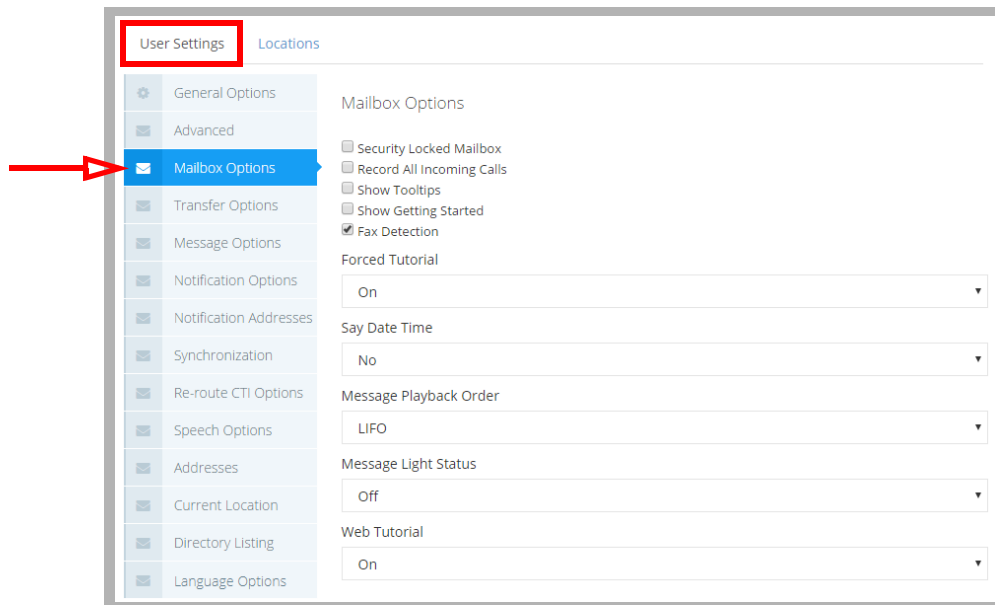 User Settings
Locations
General Options
Advanced
Mailbox Options
Transfer Options
Message Options
Notification Options
Notification Addresses
Synchronization
Re-route CTI Options
Speech Options
Addresses
Current Location
Directory Listing
Language Options
Mailbox Options
Security Locked Mailbox
Record All Incoming Calls
Show Tooltips
Show Getting Started
Fax Detection
Forced Tutorial
On
Say Date Time
No
Message Playback Order
LIFO
Message Light Status
Off
Web Tutorial
On